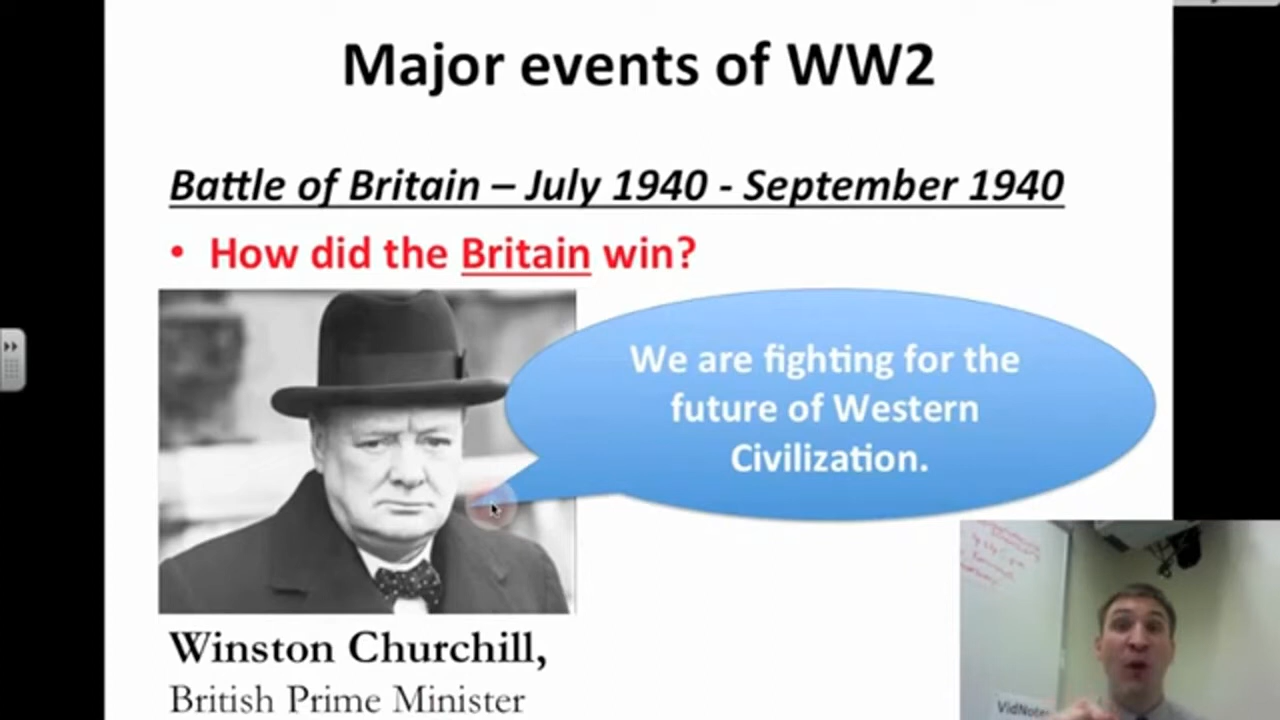 Major events of WW2
Battle of Britain – July 1940 - September 1940
• How did the Britain win?
We are fighting for the
future of Western
Civilization.
Winston Churchill,
British Prime Minister